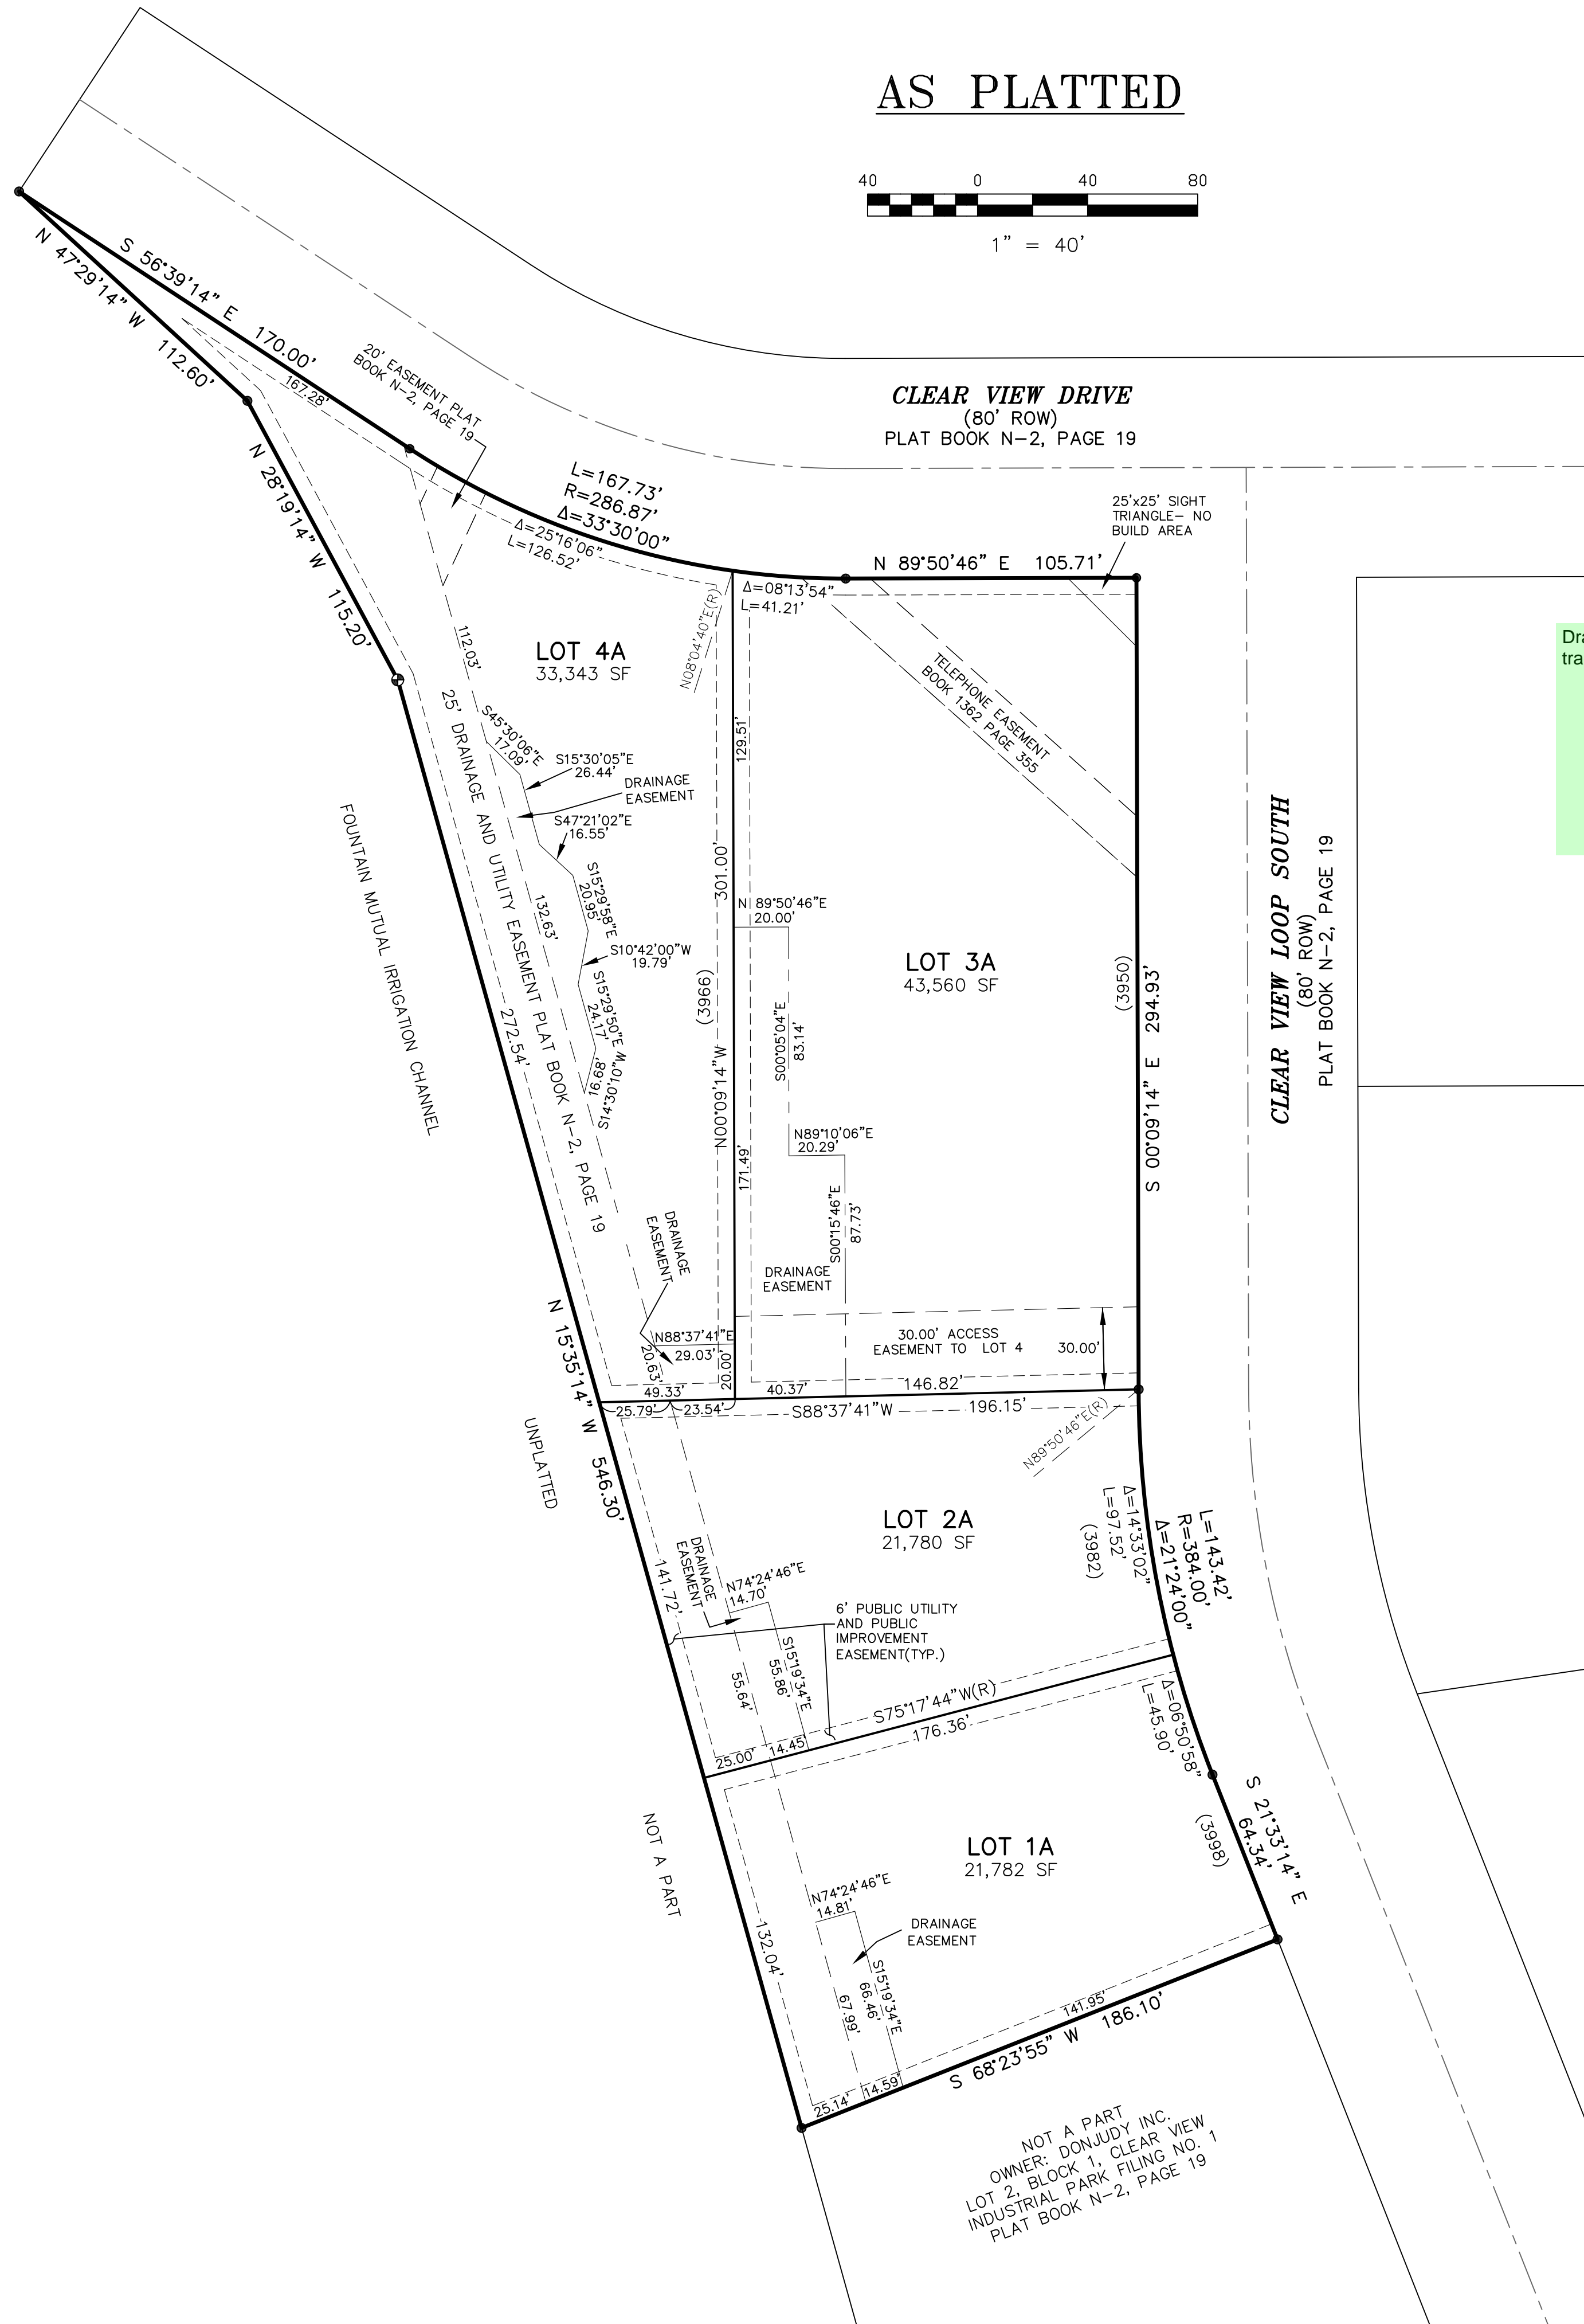 AS PLATTED
40 0 40 80
1" = 40'
N 47°29'14" W 112.60'
S 56°39'14" E 170.00'
167.28'
20' EASEMENT PLAT
BOOK N-2, PAGE 19
CLEAR VIEW DRIVE
(80' ROW)
PLAT BOOK N-2, PAGE 19
N 28°19'14" W 115.20'
L=167.73'
R=286.87'
Δ=33°30'00"
Δ=25°16'06"
L=126.52'
25'x25' SIGHT
TRIANGLE- NO
BUILD AREA
N 89°50'46" E 105.71'
Δ=08°13'54"
L=41.21'
N08°04'40"E(R)
112.03'
LOT 4A
33,343 SF
TELEPHONE EASEMENT
BOOK 1362 PAGE 355
Dra
tra
25' DRAINAGE AND UTILITY EASEMENT PLAT BOOK N-2, PAGE 19
S45°30'06"E
17.09'
S15°30'05"E
26.44'
DRAINAGE
EASEMENT
S47°21'02"E
16.55'
S15°29'58"E
20.95'
S10°42'00"W
19.79'
S15°29'50"E
24.17'
16.68'
S14°30'10"W
132.63'
272.54'
FOUNTAIN MUTUAL IRRIGATION CHANNEL
129.51'
301.00'
(3966)
N00°09'14"W
171.49'
N 89°50'46"E
20.00'
S00°05'04"E
83.14'
N89°10'06"E
20.29'
S00°15'46"E
87.73'
DRAINAGE
EASEMENT
LOT 3A
43,560 SF
(3950)
S 00°09'14" E 294.93'
CLEAR VIEW LOOP SOUTH
(80' ROW)
PLAT BOOK N-2, PAGE 19
DRAINAGE
EASEMENT
N88°37'41"E
29.03'
20.63'
20.00'
30.00' ACCESS
EASEMENT TO LOT 4
30.00'
49.33'
40.37'
146.82'
25.79'
23.54'
S88°37'41"W
196.15'
N89°50'46"E(R)
N 15°35'14" W 546.30'
UNPLATTED
LOT 2A
21,780 SF
Δ=14°33'02"
L=97.52'
(3982)
L=143.42'
R=384.00'
Δ=21°24'00"
141.72'
DRAINAGE
EASEMENT
N74°24'46"E
14.70'
6' PUBLIC UTILITY
AND PUBLIC
IMPROVEMENT
EASEMENT(TYP.)
S15°19'34"E
55.86'
55.64'
S75°17'44"W(R)
176.36'
25.00'
14.45'
Δ=06°50'58"
L=45.90'
NOT A PART
LOT 1A
21,782 SF
(3998)
S 21°33'14" E
64.34'
132.04'
N74°24'46"E
14.81'
DRAINAGE
EASEMENT
S15°19'34"E
66.46'
67.99'
25.14'
14.59'
141.95'
S 68°23'55" W 186.10'
NOT A PART
OWNER: DONJUDY INC.
LOT 2, BLOCK 1, CLEAR VIEW
INDUSTRIAL PARK FILING NO. 1
PLAT BOOK N-2, PAGE 19